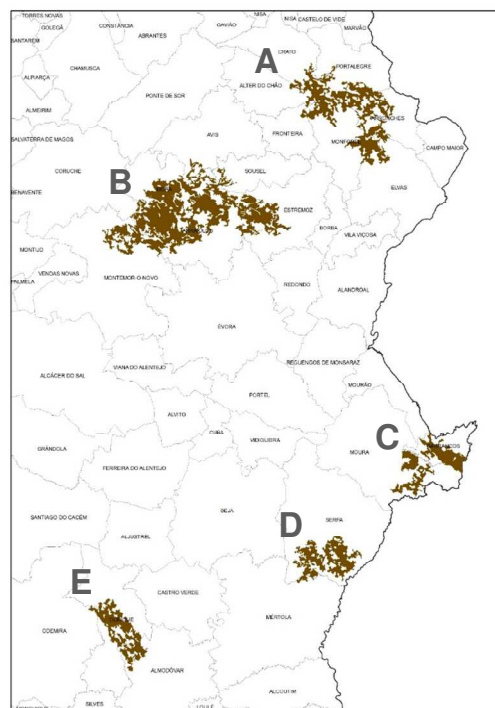 TORRES NOVAS
CONSTÂNCIA
GAVIÃO
NISA
NISA
CASTELO DE VIDE
GOLEGÃ
ABRANTES
MARVÃO
SANTARÉM
CRATO
A
PORTALEGRE
CHAMUSCA
ALPIARÇA
PONTE DE SOR
ALTER DO CHÃO
ALMEIRIM
AVIS
FRONTEIRA
MONFORTE
SALVATERRA DE MAGOS
CAMPO MAIOR
CORUCHE
SOUSEL
B
ELVAS
BENAVENTE
ESTREMOZ
BORBA
VILA VIÇOSA
MONTIJO
VENDAS NOVAS
PALMELA
MONTEMOR-O-NOVO
REDONDO
ALANDROAL
ÉVORA
REGUENGOS DE MONSARAZ
VIANA DO ALENTEJO
ALCÁCER DO SAL
MOURÃO
PORTEL
ALVITO
CUBA
VIDIGUEIRA
C
GRÂNDOLA
MOURA
FERREIRA DO ALENTEJO
BEJA
SANTIAGO DO CACÉM
D
SERPA
ALJUSTREL
E
CASTRO VERDE
MÉRTOLA
ODEMIRA
ALMODÔVAR
ALCOUTIM
SILVES
LOULÉ